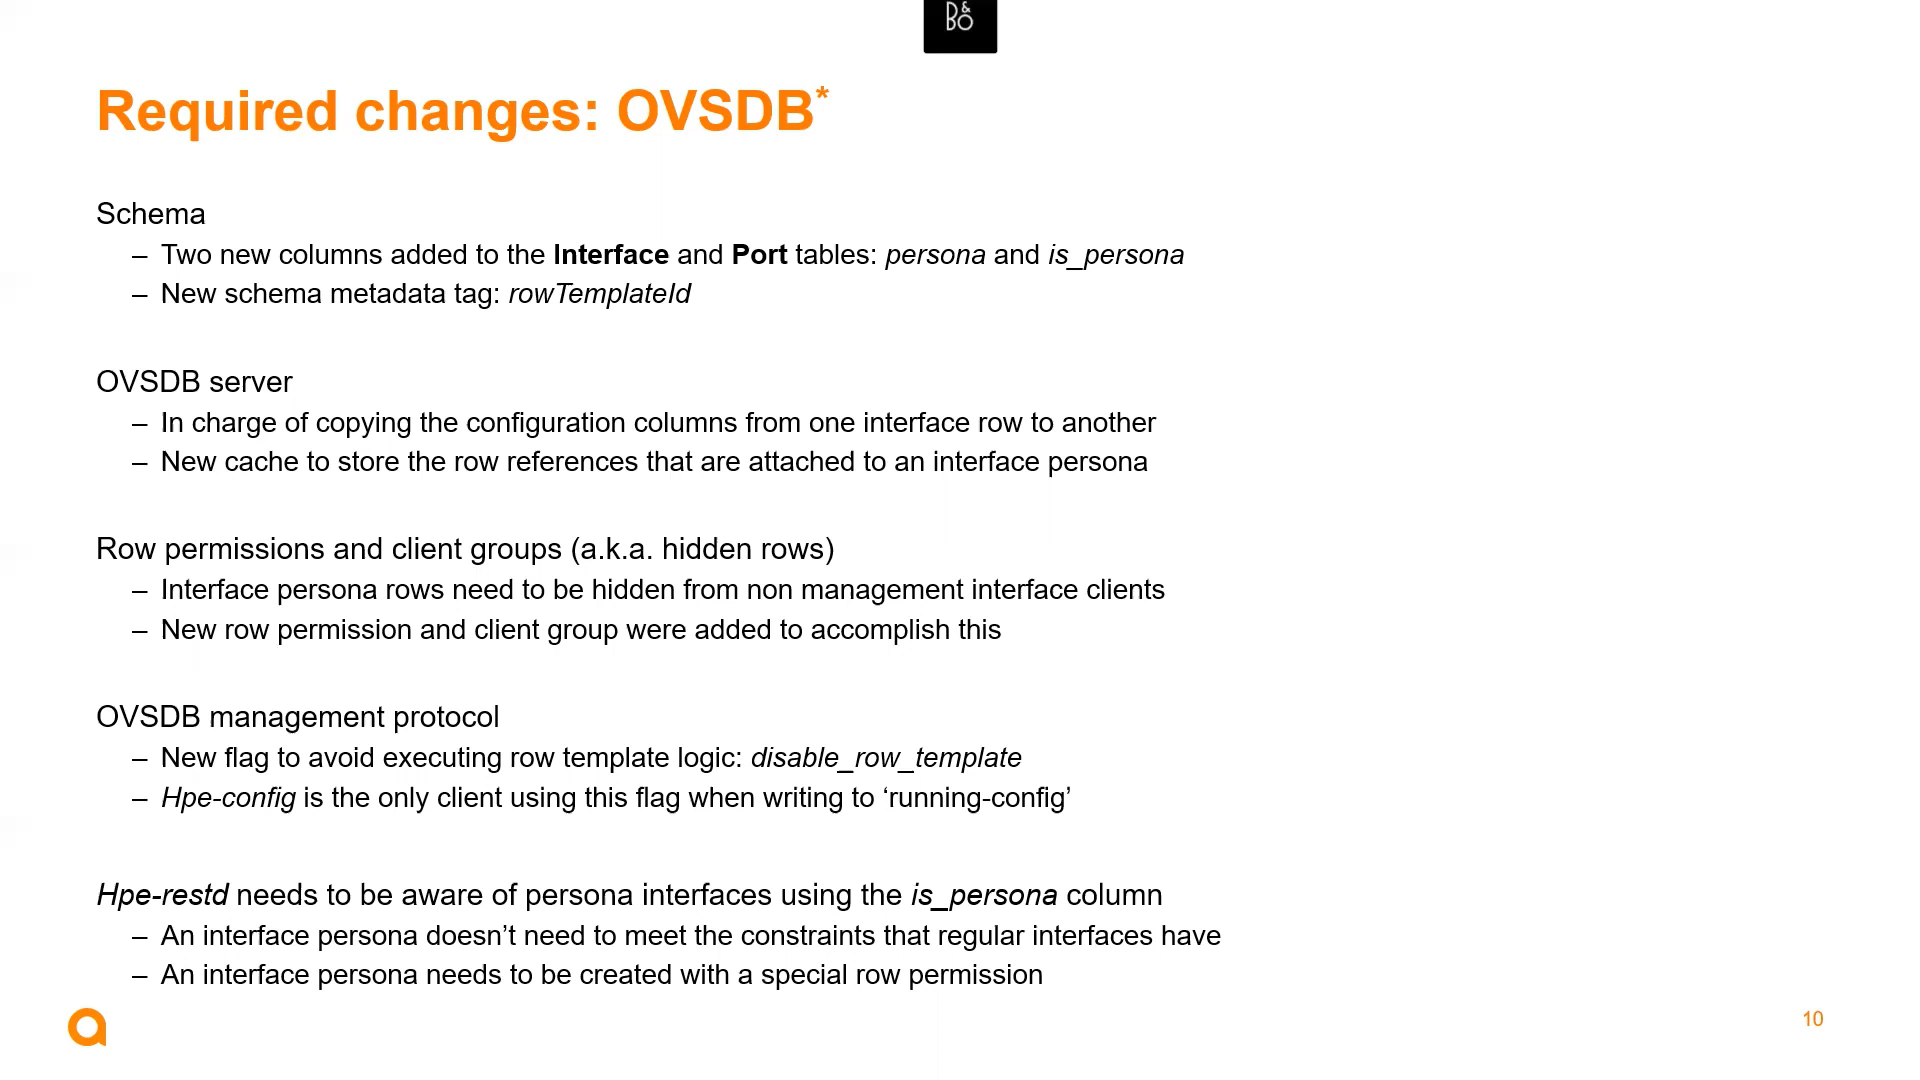 B&O
Required changes: OVSDB*
Schema
– Two new columns added to the Interface and Port tables: persona and is_persona
– New schema metadata tag: rowTemplateId
OVSDB server
– In charge of copying the configuration columns from one interface row to another
– New cache to store the row references that are attached to an interface persona
Row permissions and client groups (a.k.a. hidden rows)
– Interface persona rows need to be hidden from non management interface clients
– New row permission and client group were added to accomplish this
OVSDB management protocol
– New flag to avoid executing row template logic: disable_row_template
– Hpe-config is the only client using this flag when writing to ‘running-config’
Hpe-restd needs to be aware of persona interfaces using the is_persona column
– An interface persona doesn’t need to meet the constraints that regular interfaces have
– An interface persona needs to be created with a special row permission
10